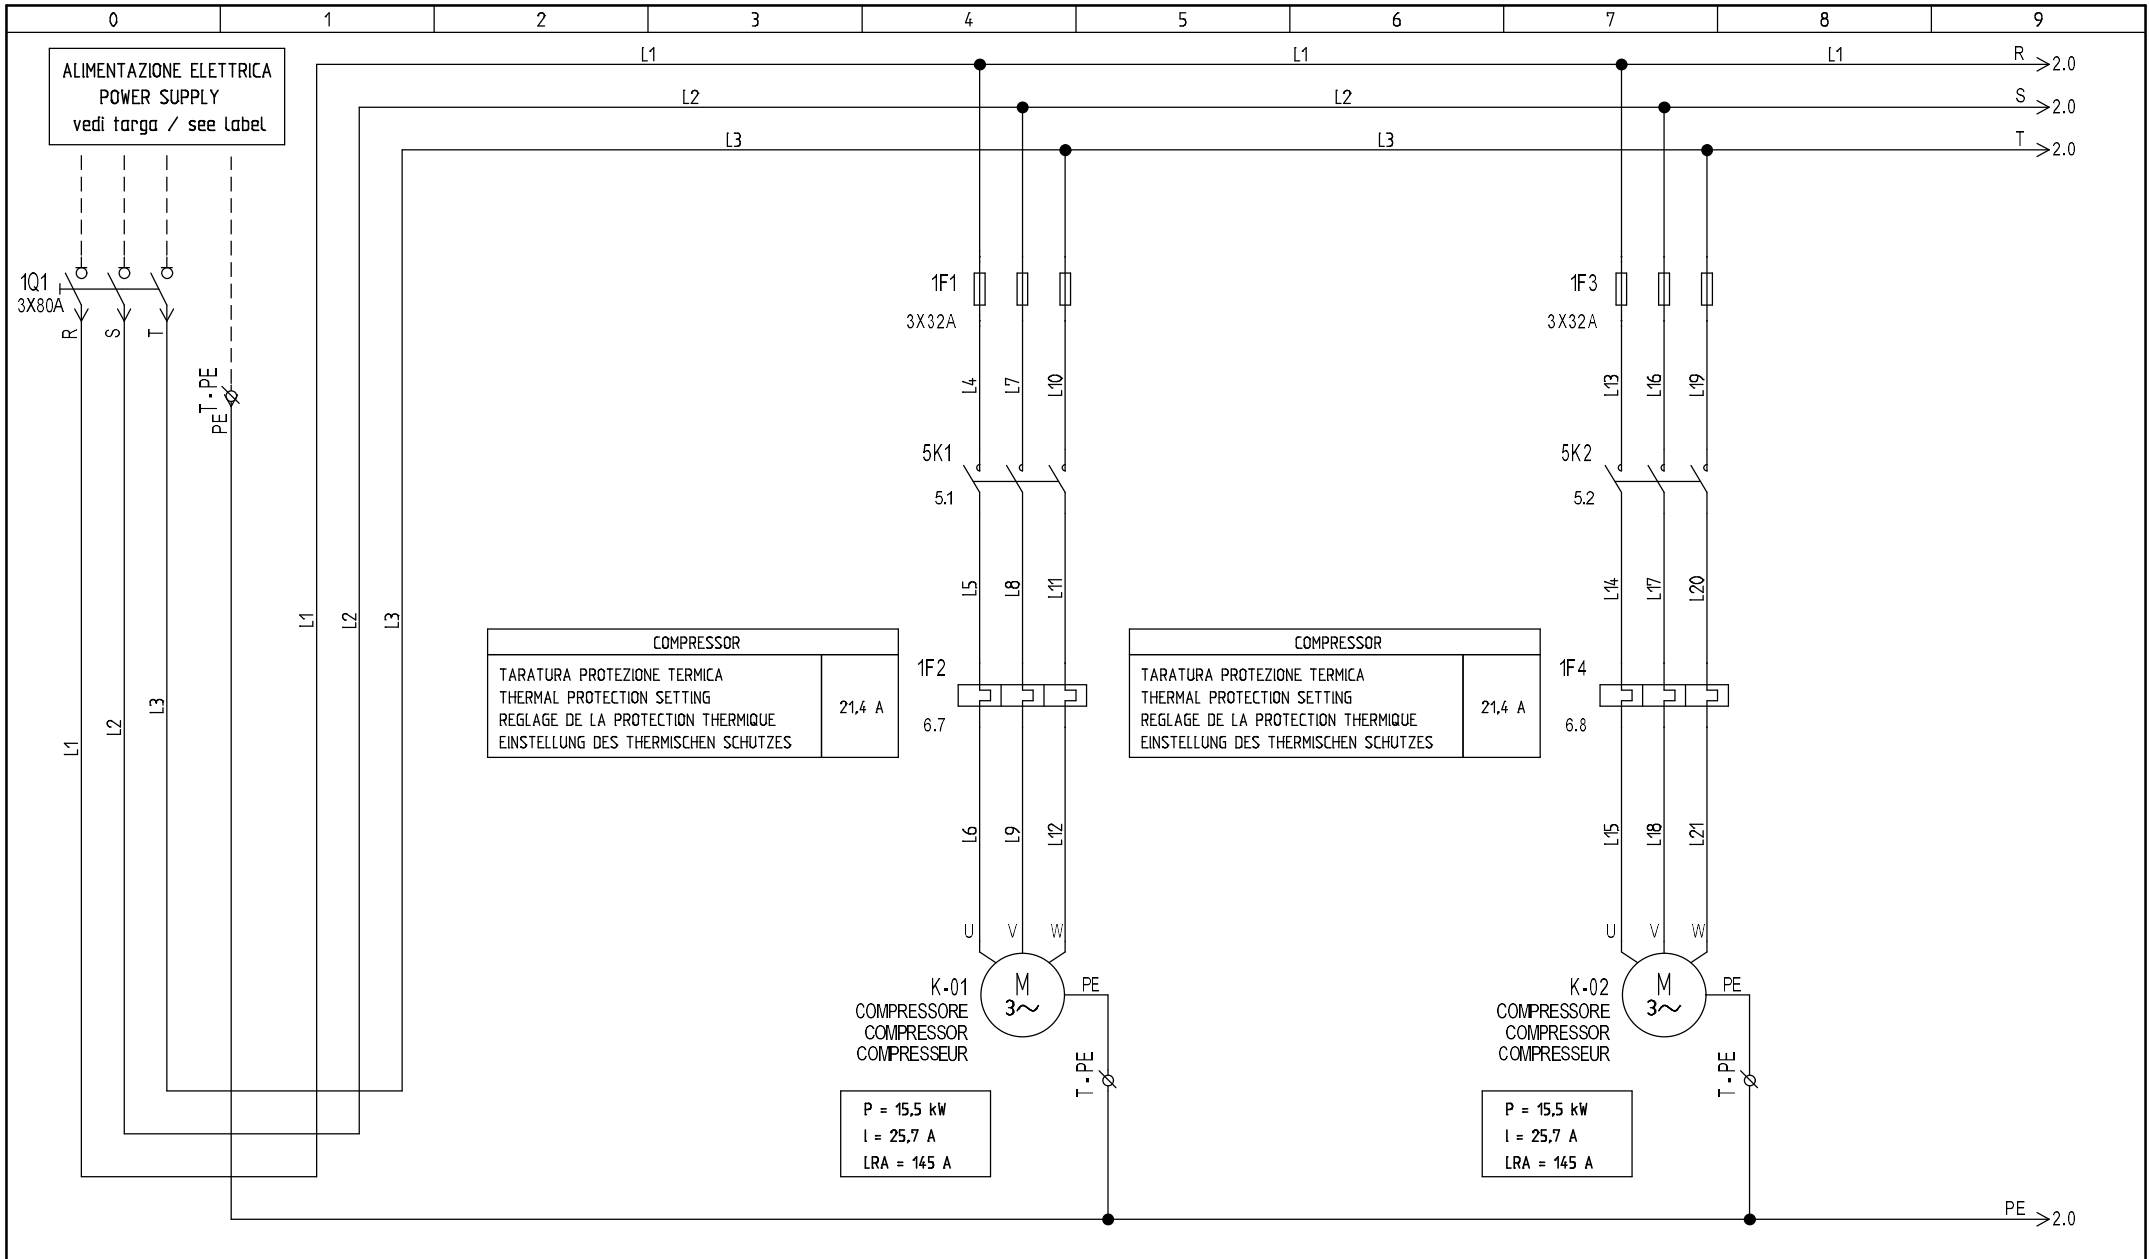 0 1 2 3 4 5 6 7 8 9
ALIMENTAZIONE ELETTRICA
POWER SUPPLY
vedi targa / see label
L1 L1 L1 R 2.0
L2 L2 S 2.0
L3 L3 T 2.0
1Q1
3X80A
R S T
T-PE
PE
1F1
3X32A
1F3
3X32A
L4 L7 L10
L13 L16 L19
5K1
5.1
5K2
5.2
L5 L8 L11
L14 L17 L20
L1 L2 L3
L1 L2 L3
COMPRESSOR
TARATURA PROTEZIONE TERMICA
THERMAL PROTECTION SETTING
REGLAGE DE LA PROTECTION THERMIQUE
EINSTELLUNG DES THERMISCHEN SCHUTZES
21,4 A
1F2
6.7
COMPRESSOR
TARATURA PROTEZIONE TERMICA
THERMAL PROTECTION SETTING
REGLAGE DE LA PROTECTION THERMIQUE
EINSTELLUNG DES THERMISCHEN SCHUTZES
21,4 A
1F4
6.8
L6 L9 L12
L15 L18 L21
U V W
U V W
K-01
COMPRESSORE
COMPRESSOR
COMPRESSEUR
M
3~
PE
T-PE
P = 15,5 kW
I = 25,7 A
LRA = 145 A
K-02
COMPRESSORE
COMPRESSOR
COMPRESSEUR
M
3~
PE
T-PE
P = 15,5 kW
I = 25,7 A
LRA = 145 A
PE 2.0